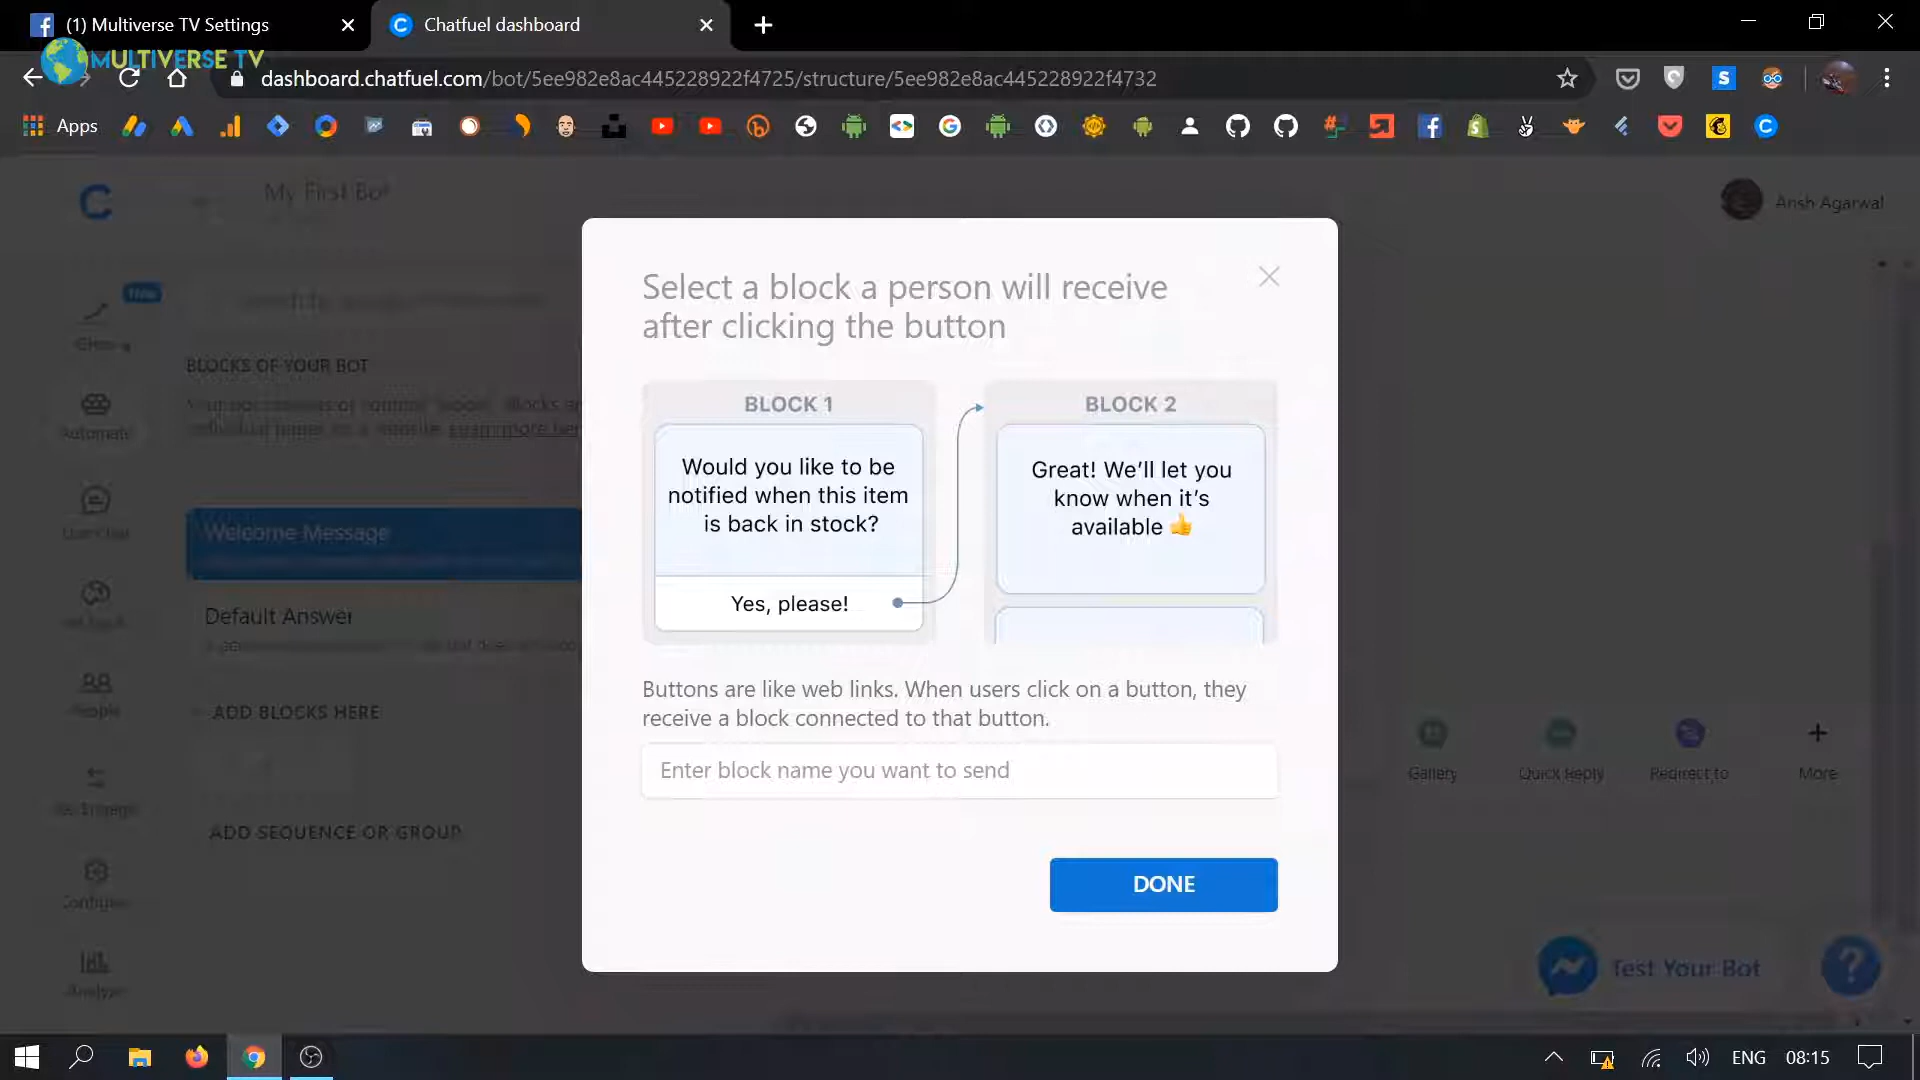 (1) Multiverse TV Settings
Chatfuel dashboard
MULTIVERSE TV
dashboard.chatfuel.com/bot/5ee982e8ac445228922f4725/structure/5ee982e8ac445228922f4732
Apps
My First Bot
Ansh Agarwal
BLOCKS OF YOUR BOT
Automate
Welcome Message
Default Answer
People
ADD BLOCKS HERE
ADD SEQUENCE OR GROUP
Configure
Analyze
Select a block a person will receive
after clicking the button
BLOCK 1
Would you like to be
notified when this item
is back in stock?
Yes, please!
BLOCK 2
Great! We'll let you
know when it's
available 👍
Buttons are like web links. When users click on a button, they
receive a block connected to that button.
Enter block name you want to send
DONE
Gallery
Quick Reply
Redirect to
More
Test Your Bot
ENG
08:15